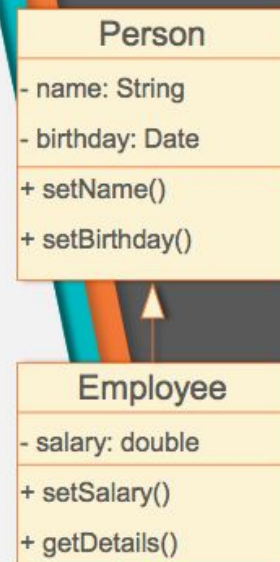 Person
- name: String
- birthday: Date
+ setName()
+ setBirthday()
Employee
- salary: double
+ setSalary()
+ getDetails()